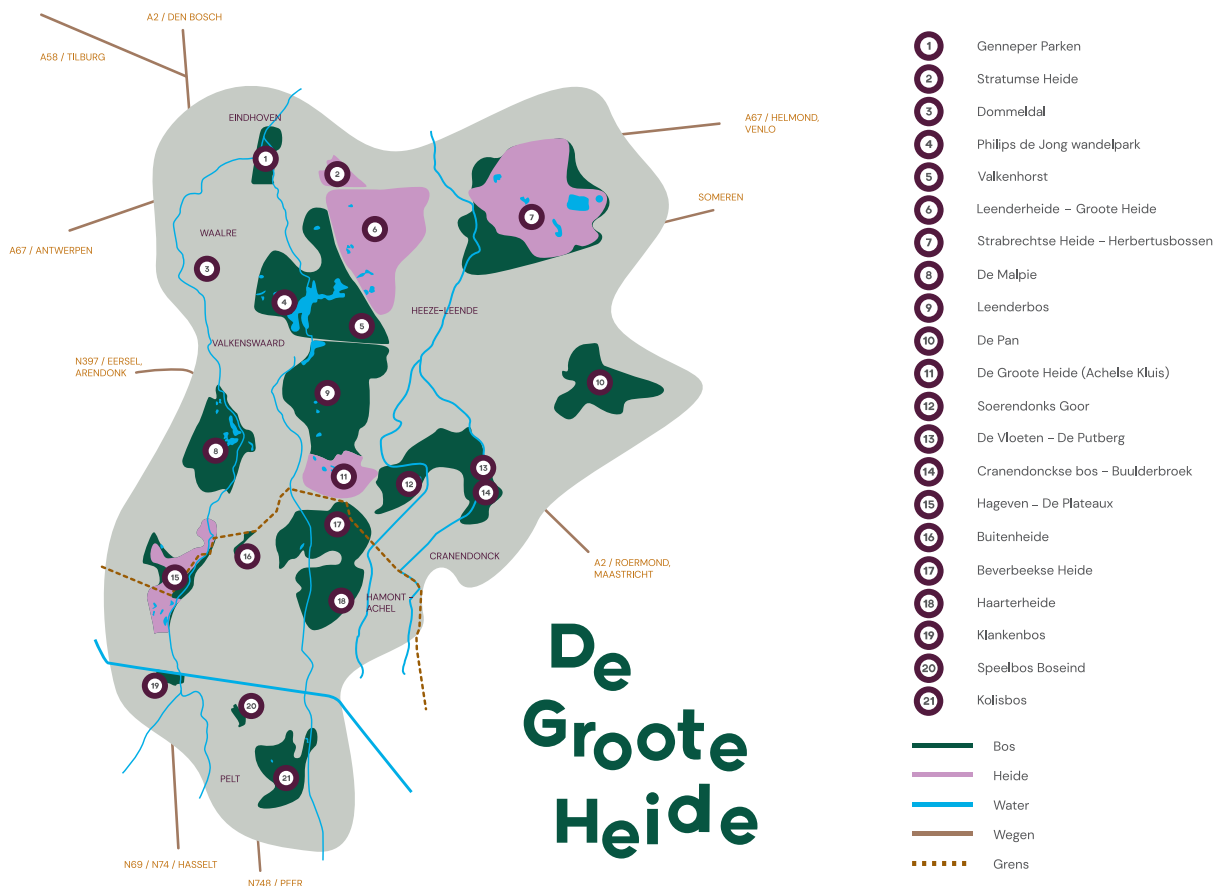 A2 / DEN BOSCH
A58 / TILBURG
EINDHOVEN
A67 / HELMOND,
VENLO
SOMEREN
A67 / ANTWERPEN
WAALRE
HEEZE-LEENDE
VALKENSWAARD
N397 / EERSEL,
ARENDONK
CRANENDONCK
A2 / ROERMOND,
MAASTRICHT
HAMONT -
ACHEL
PELT
N69 / N74 / HASSELT
N748 / PEER
1
2
3
4
5
6
7
8
9
10
11
12
13
14
15
16
17
18
19
20
21
De
Groote
Heide
1 Genneper Parken
2 Stratumse Heide
3 Dommeldal
4 Philips de Jong wandelpark
5 Valkenhorst
6 Leenderheide – Groote Heide
7 Strabrechtse Heide – Herbertusbossen
8 De Malpie
9 Leenderbos
10 De Pan
11 De Groote Heide (Achelse Kluis)
12 Soerendonks Goor
13 De Vloeten – De Putberg
14 Cranendonckse bos – Buulderbroek
15 Hageven – De Plateaux
16 Buitenheide
17 Beverbeekse Heide
18 Haarterheide
19 Klankenbos
20 Speelbos Boseind
21 Kolisbos
Bos
Heide
Water
Wegen
Grens